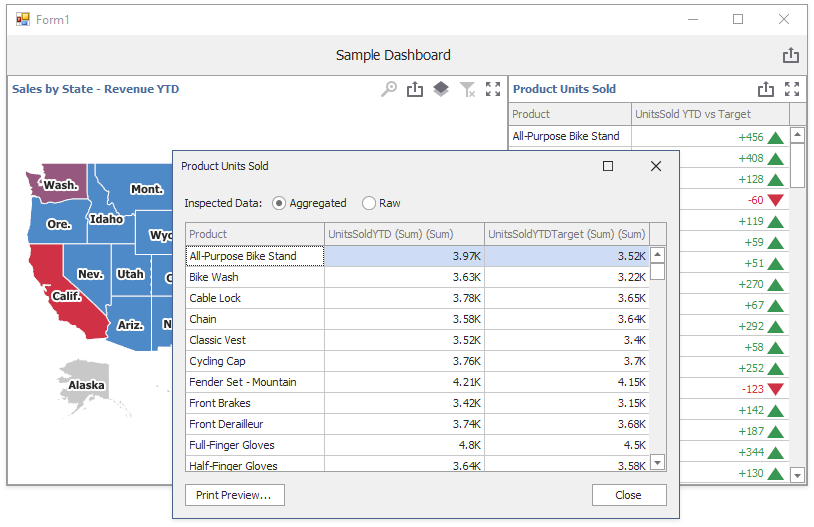 Form1
Sample Dashboard
Sales by State - Revenue YTD
Product Units Sold
Product UnitsSold YTD vs Target
All-Purpose Bike Stand +456
+408
+128
-60
+119
+59
+51
+270
+67
+292
+58
+252
-123
+142
+187
+344
+130
Wash.
Mont.
Ore.
Idaho
Wyo
Nev.
Utah
Calif.
Ariz.
N
Alaska
Product Units Sold
Inspected Data: Aggregated Raw
Product UnitsSoldYTD (Sum) (Sum) UnitsSoldYTDTarget (Sum) (Sum)
All-Purpose Bike Stand 3.97K 3.52K
Bike Wash 3.63K 3.22K
Cable Lock 3.78K 3.65K
Chain 3.58K 3.64K
Classic Vest 3.52K 3.4K
Cycling Cap 3.76K 3.7K
Fender Set - Mountain 4.21K 4.15K
Front Brakes 3.42K 3.15K
Front Derailleur 3.74K 3.68K
Full-Finger Gloves 4.8K 4.5K
Half-Finger Gloves 3.64K 3.58K
Print Preview... Close